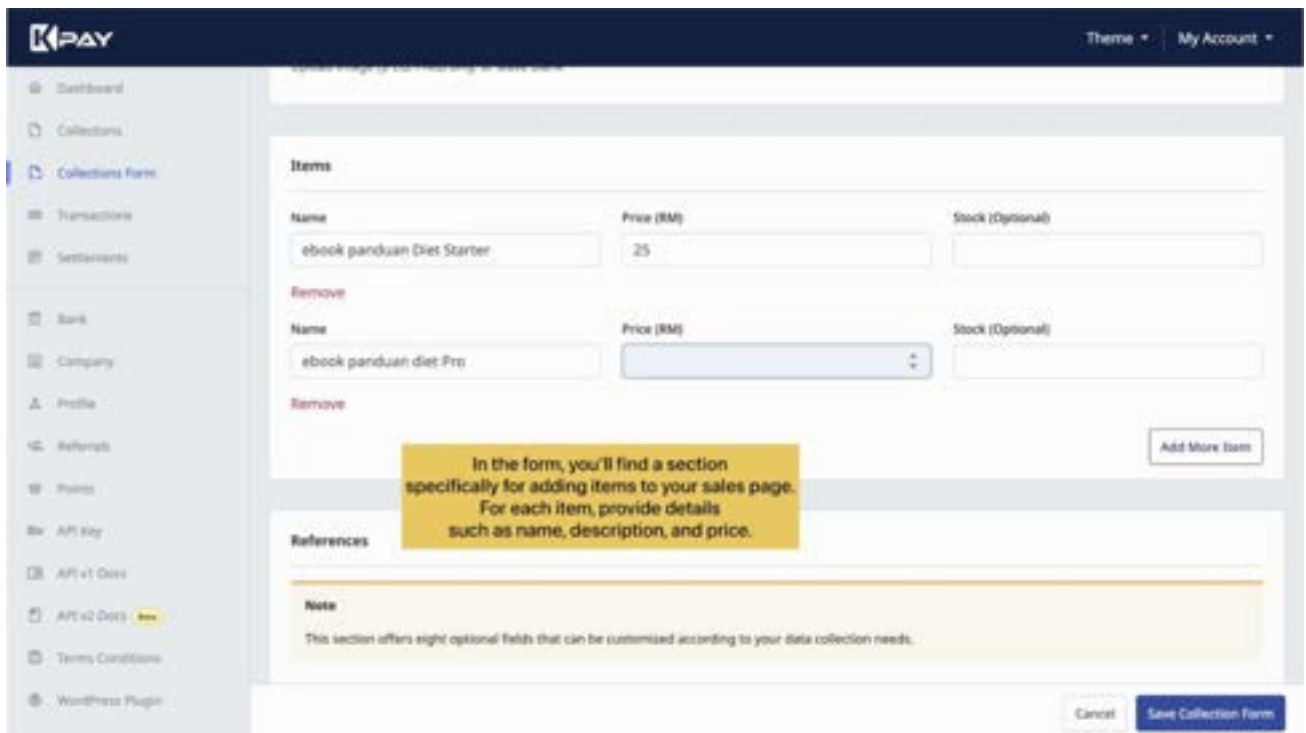 K PAY
Theme
My Account
Dashboard
Collections
Items
Collections Form
Transactions
Name
Price (RM)
Stock (Optional)
ebook panduan Diet Starter
25
Settlements
Remove
Bank
Name
Price (RM)
Stock (Optional)
Company
ebook panduan diet Pro
Profile
Remove
Referrals
Add More Item
In the form, you'll find a section
specifically for adding items to your sales page.
For each item, provide details
such as name, description, and price.
Points
API Key
References
API v1 Docs
API v2 Docs Beta
Note
This section offers eight optional fields that can be customised according to your data collection needs.
Terms Conditions
WordPress Plugin
Cancel
Save Collection Form